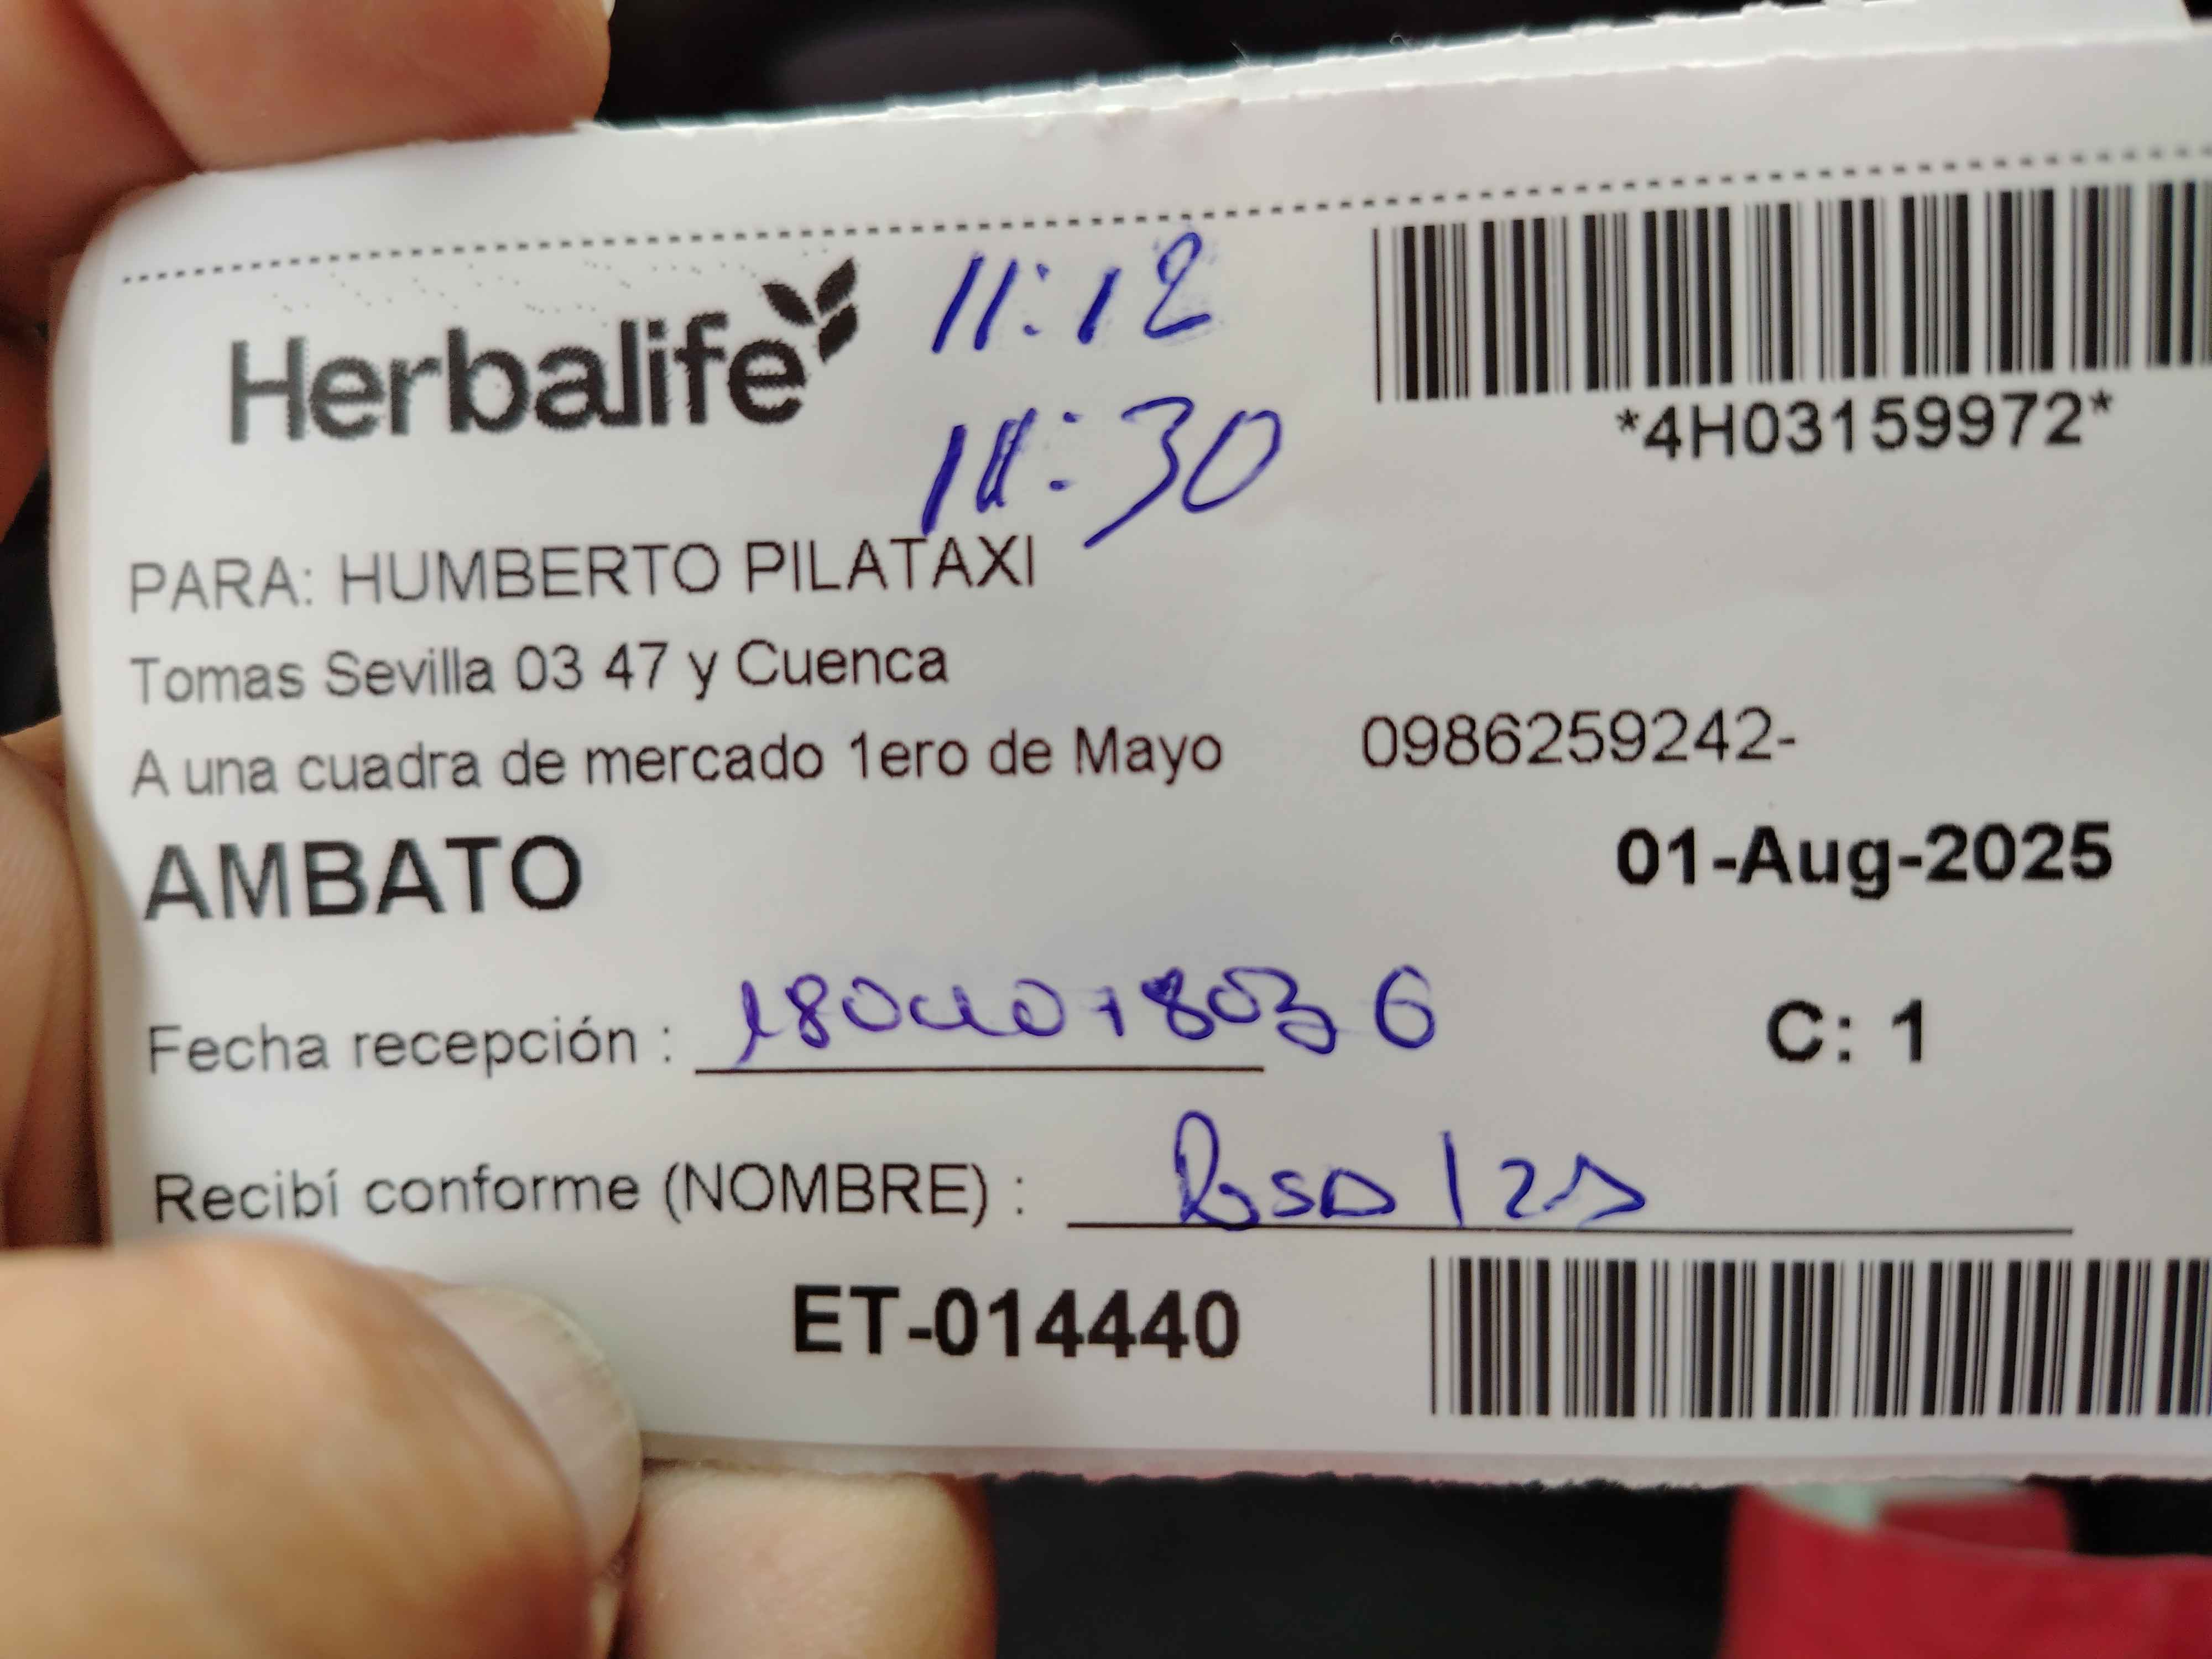 Herbalife
11:12
11:30
*4H03159972*
PARA: HUMBERTO PILATAXI
Tomas Sevilla 03 47 y Cuenca
A una cuadra de mercado 1ero de Mayo 0986259242-
AMBATO
01-Aug-2025
Fecha recepción :
C: 1
Recibí conforme (NOMBRE) :
ET-014440